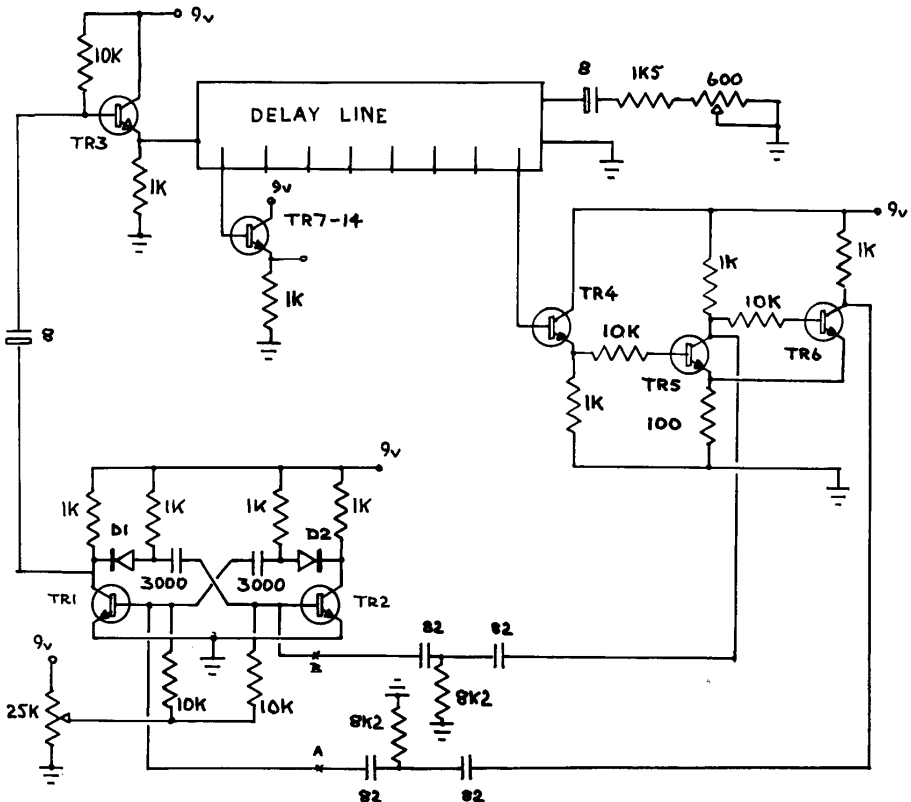 9v
10K
TR3
1K
DELAY LINE
8
1K5
600
9v
TR7-14
1K
9v
1K
1K
TR4
10K
10K
TR5
TR6
1K
100
8
9v
1K
1K
1K
1K
D1
D2
3000
3000
TR1
TR2
9v
25K
10K
10K
B
82
82
8K2
8K2
A
82
82